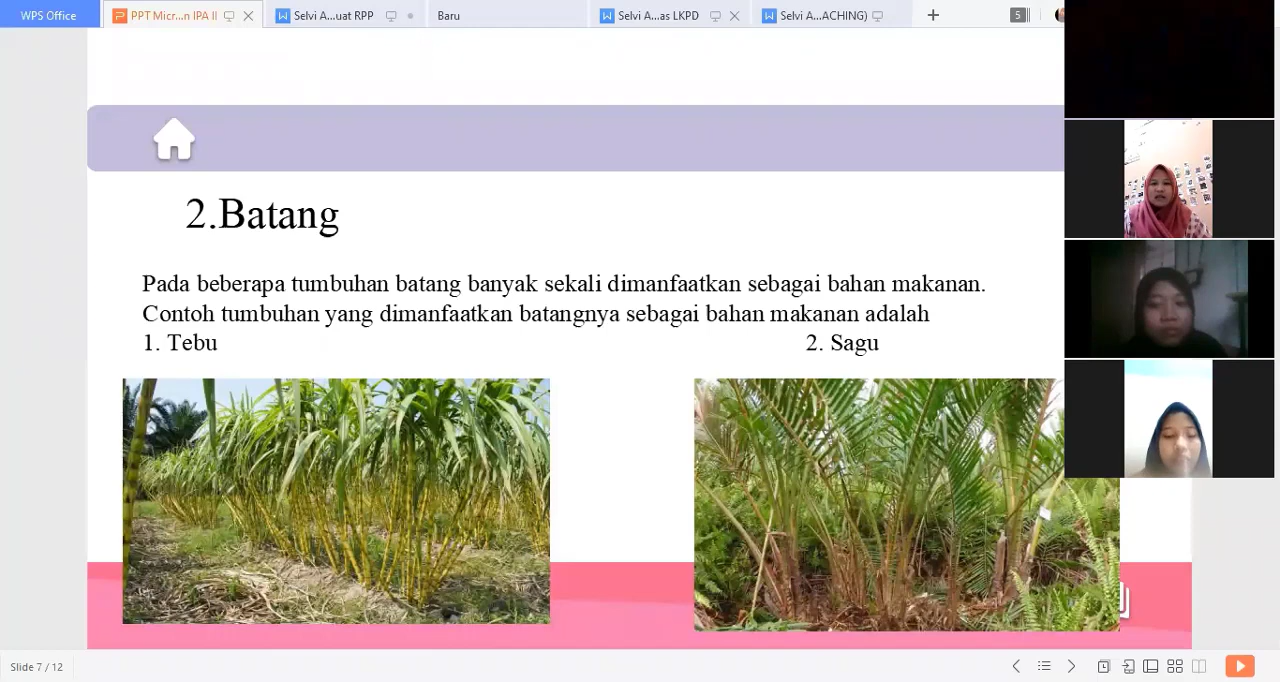 WPS Office
PPT Micr...n IPA II
Selvi A...uat RPP
Baru
Selvi A...as LKPD
Selvi A...ACHING)
5
2.Batang
Pada beberapa tumbuhan batang banyak sekali dimanfaatkan sebagai bahan makanan.
Contoh tumbuhan yang dimanfaatkan batangnya sebagai bahan makanan adalah
1. Tebu
2. Sagu
Slide 7 / 12